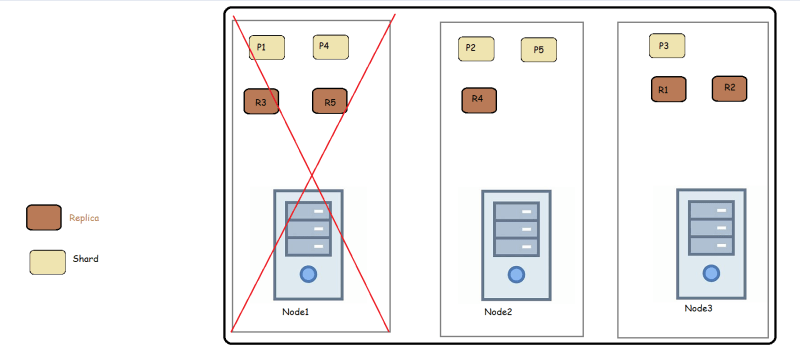 P1
P4
R3
R5
Node1
P2
P5
R4
Node2
P3
R1
R2
Node3
Replica
Shard